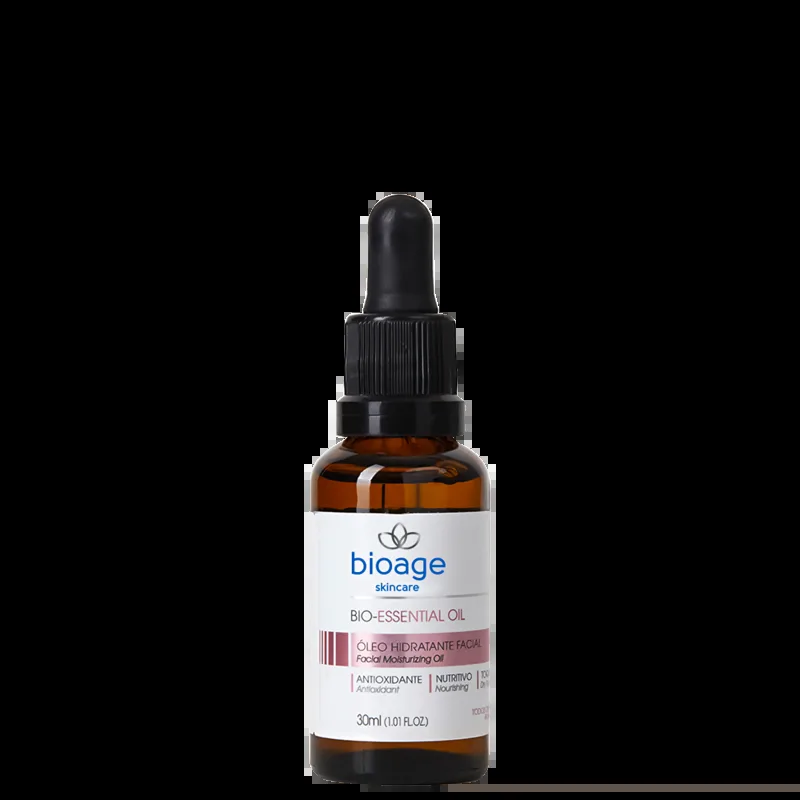 bioage
skincare
BIO-ESSENTIAL OIL
ÓLEO HIDRATANTE FACIAL
Facial Moisturizing Oil
ANTIOXIDANTE
Antioxidant
NUTRITIVO
Nourishing
30ml (1.01 FL.OZ.)